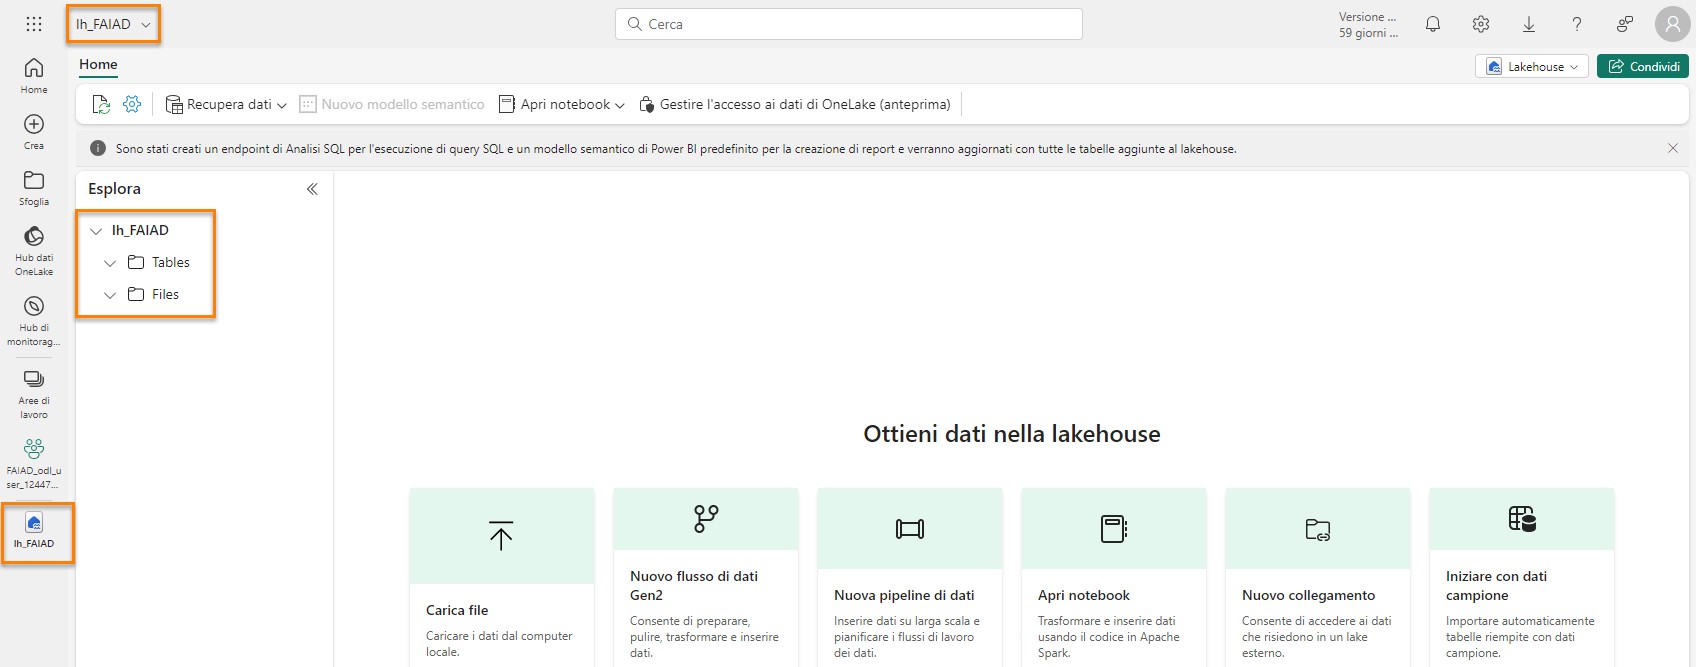 lh_FAIAD
Cerca
Versione ...
59 giorni ...
Home
Lakehouse
Condividi
Recupera dati
Nuovo modello semantico
Apri notebook
Gestire l'accesso ai dati di OneLake (anteprima)
Sono stati creati un endpoint di Analisi SQL per l'esecuzione di query SQL e un modello semantico di Power BI predefinito per la creazione di report e verranno aggiornati con tutte le tabelle aggiunte al lakehouse.
Home
Crea
Sfoglia
Hub dati
OneLake
Hub di
monitorag...
Aree di
lavoro
FAIAD_odl_u
ser_12447...
lh_FAIAD
Esplora
lh_FAIAD
Tables
Files
Ottieni dati nella lakehouse
Carica file
Caricare i dati dal computer
locale.
Nuovo flusso di dati
Gen2
Consente di preparare,
pulire, trasformare e inserire
dati.
Nuova pipeline di dati
Inserire dati su larga scala e
pianificare i flussi di lavoro
dei dati.
Apri notebook
Trasformare e inserire dati
usando il codice in Apache
Spark.
Nuovo collegamento
Consente di accedere ai dati
che risiedono in un lake
esterno.
Iniziare con dati
campione
Importare automaticamente
tabelle riempite con dati
campione.